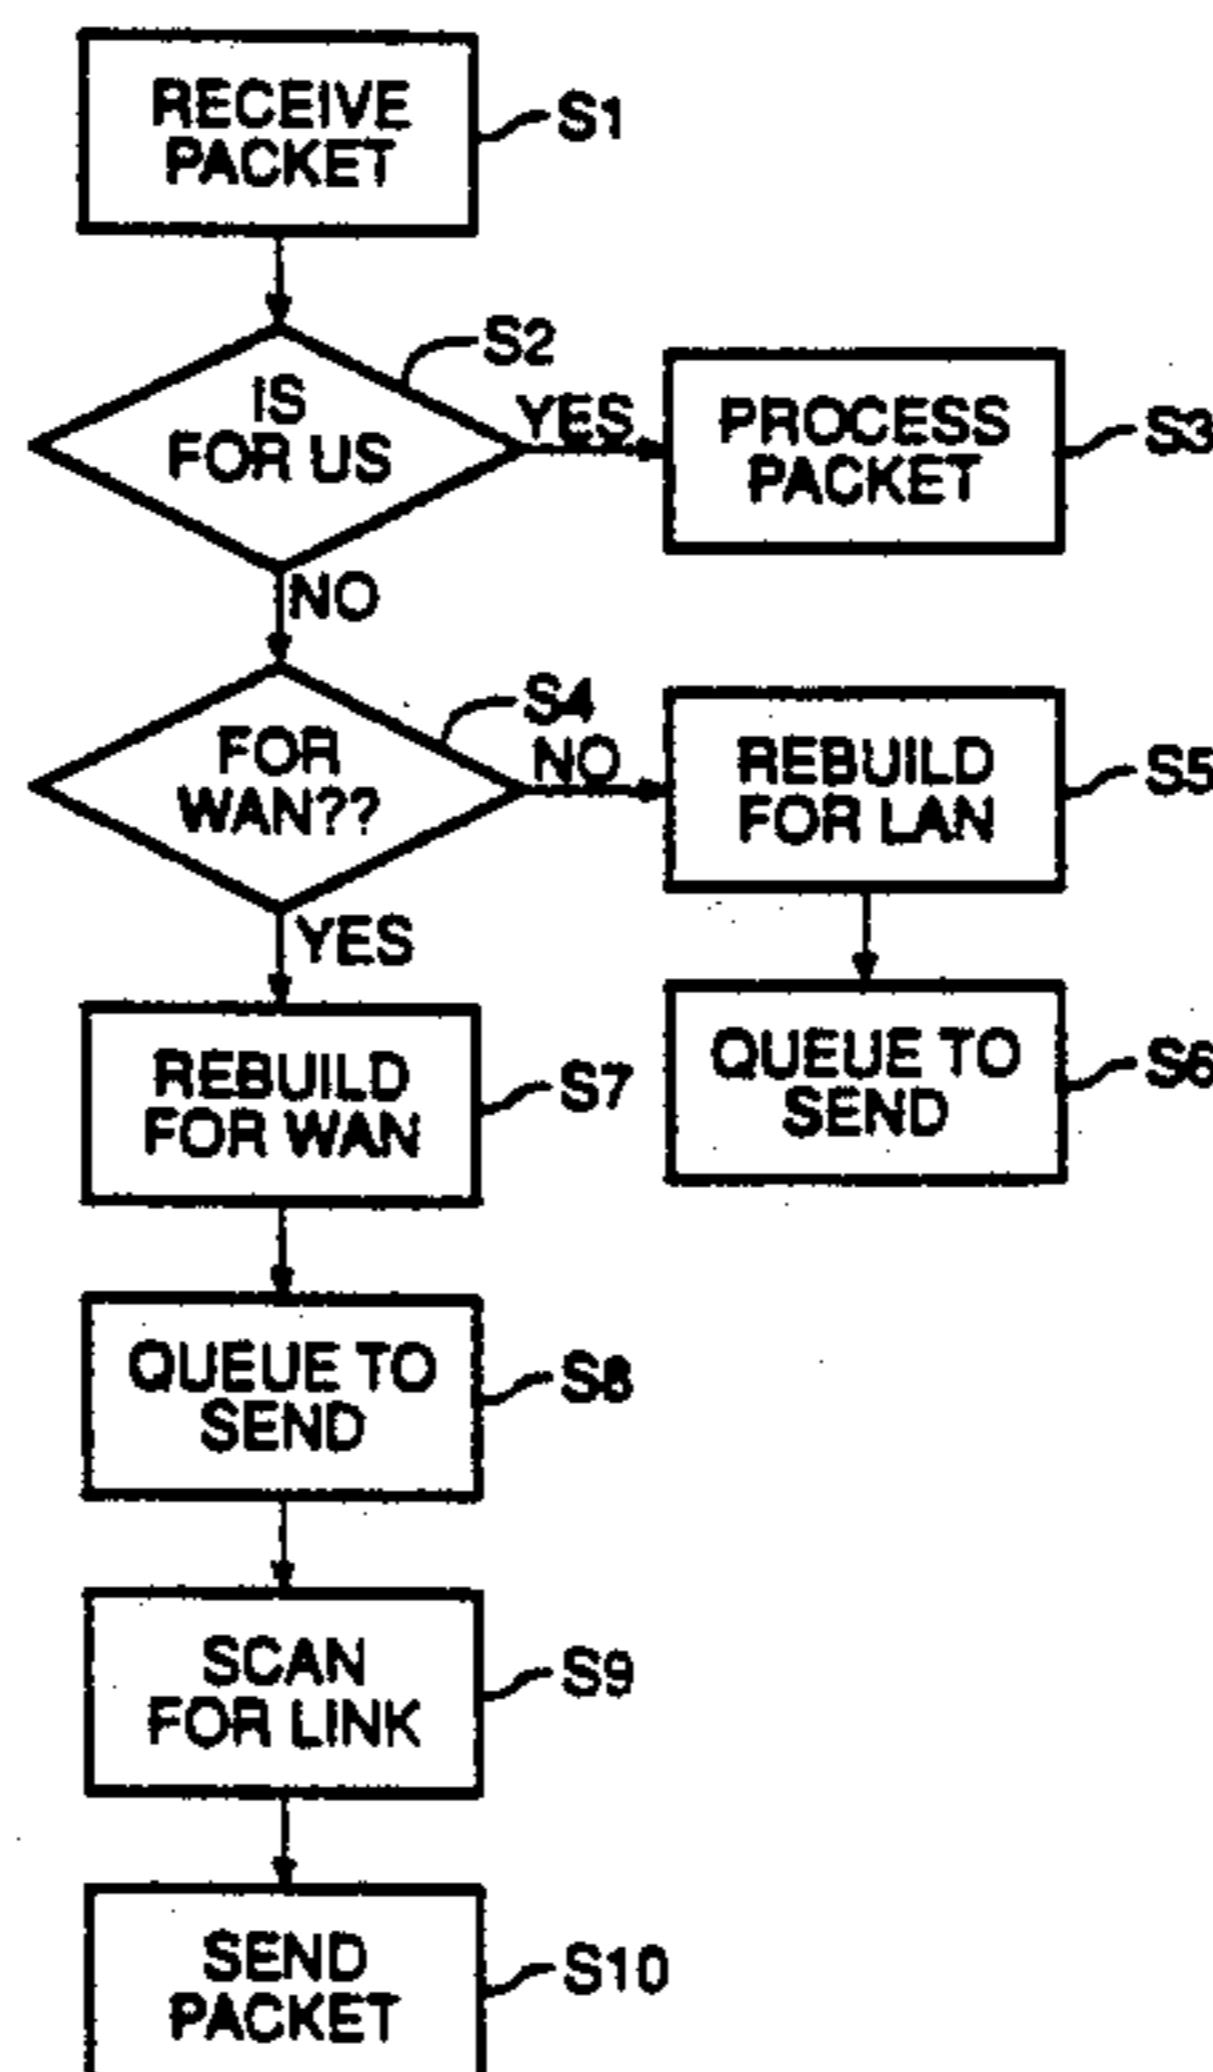 RECEIVE
PACKET
S1
IS
FOR US
S2
YES
PROCESS
PACKET
S3
NO
FOR
WAN??
S4
NO
REBUILD
FOR LAN
S5
YES
QUEUE TO
SEND
S6
REBUILD
FOR WAN
S7
QUEUE TO
SEND
S8
SCAN
FOR LINK
S9
SEND
PACKET
S10